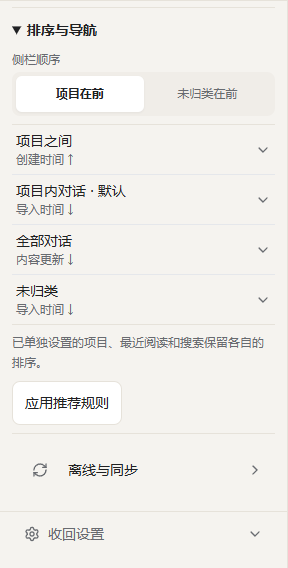 排序与导航
侧栏顺序
项目在前 未归类在前
项目之间
创建时间↑
项目内对话 · 默认
导入时间↓
全部对话
内容更新↓
未归类
导入时间↓
已单独设置的项目、最近阅读和搜索保留各自的
排序。
应用推荐规则
离线与同步
收回设置